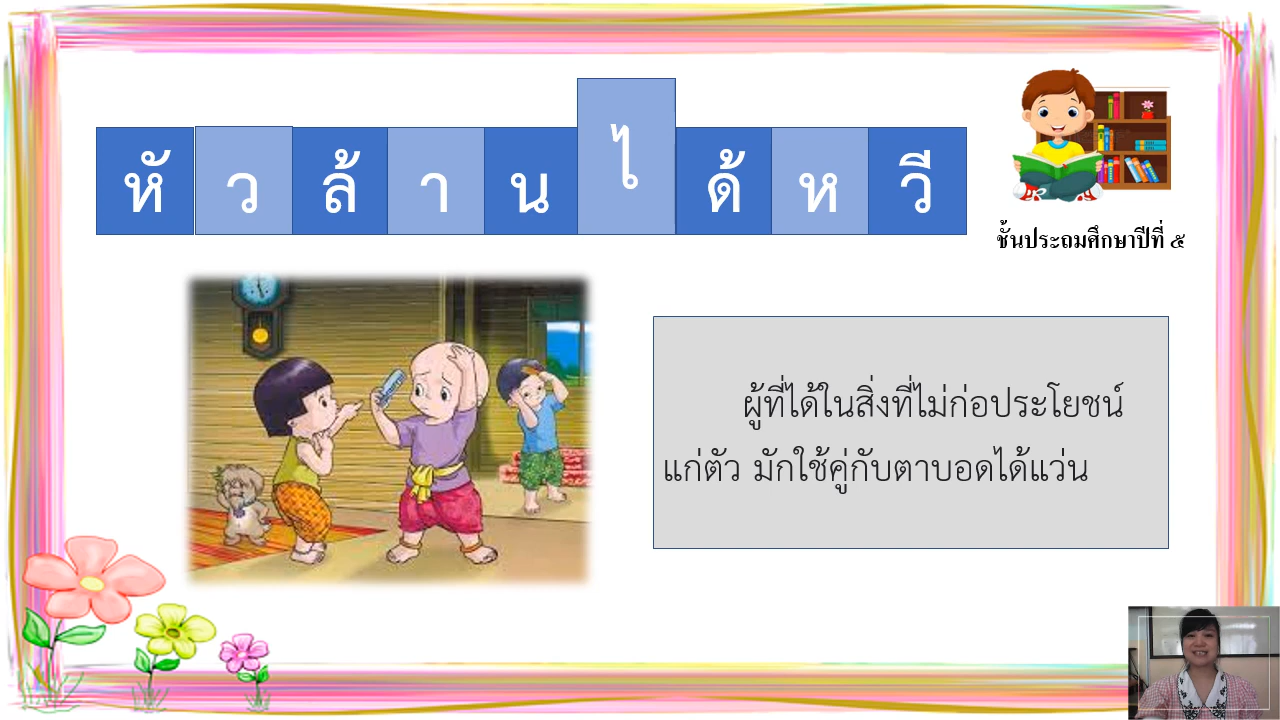 หัวล้านได้หวี
ชั้นประถมศึกษาปีที่ ๕
ผู้ที่ได้ในสิ่งที่ไม่ก่อประโยชน์
แก่ตัว มักใช้คู่กับตาบอดได้แว่น